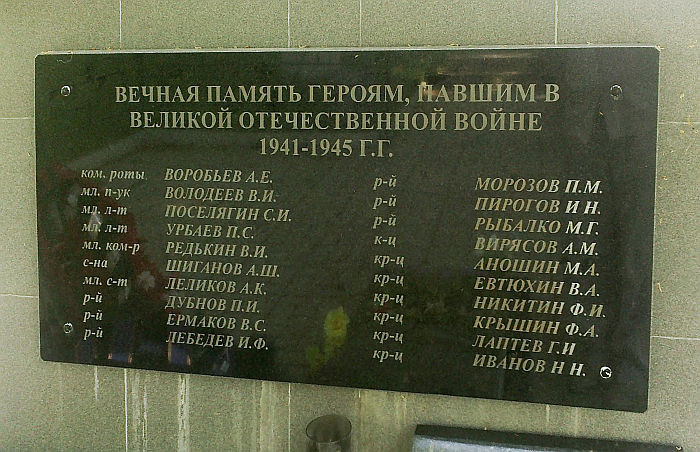 ВЕЧНАЯ ПАМЯТЬ ГЕРОЯМ, ПАВШИМ В
ВЕЛИКОЙ ОТЕЧЕСТВЕННОЙ ВОЙНЕ
1941-1945 Г.Г.
ком. роты ВОРОБЬЕВ А.Е.
мл. п-ук ВОЛОДЕЕВ В.И.
мл. л-т ПОСЕЛЯГИН С.И.
мл. л-т УРБАЕВ П.С.
мл. ком-р РЕДЬКИН В.И.
с-на ШИГАНОВ А.Ш.
мл. с-т ЛЕЛИКОВ А.К.
р-й ДУБНОВ П.И.
р-й ЕРМАКОВ В.С.
р-й ЛЕБЕДЕВ И.Ф.
р-й МОРОЗОВ П.М.
р-й ПИРОГОВ И Н.
р-й РЫБАЛКО М.Г.
к-ц ВИРЯСОВ А.М.
кр-ц АНОШИН М.А.
кр-ц ЕВТЮХИН В.А.
кр-ц НИКИТИН Ф.И.
кр-ц КРЫШИН Ф.А.
кр-ц ЛАПТЕВ Г.И
кр-ц ИВАНОВ Н Н.